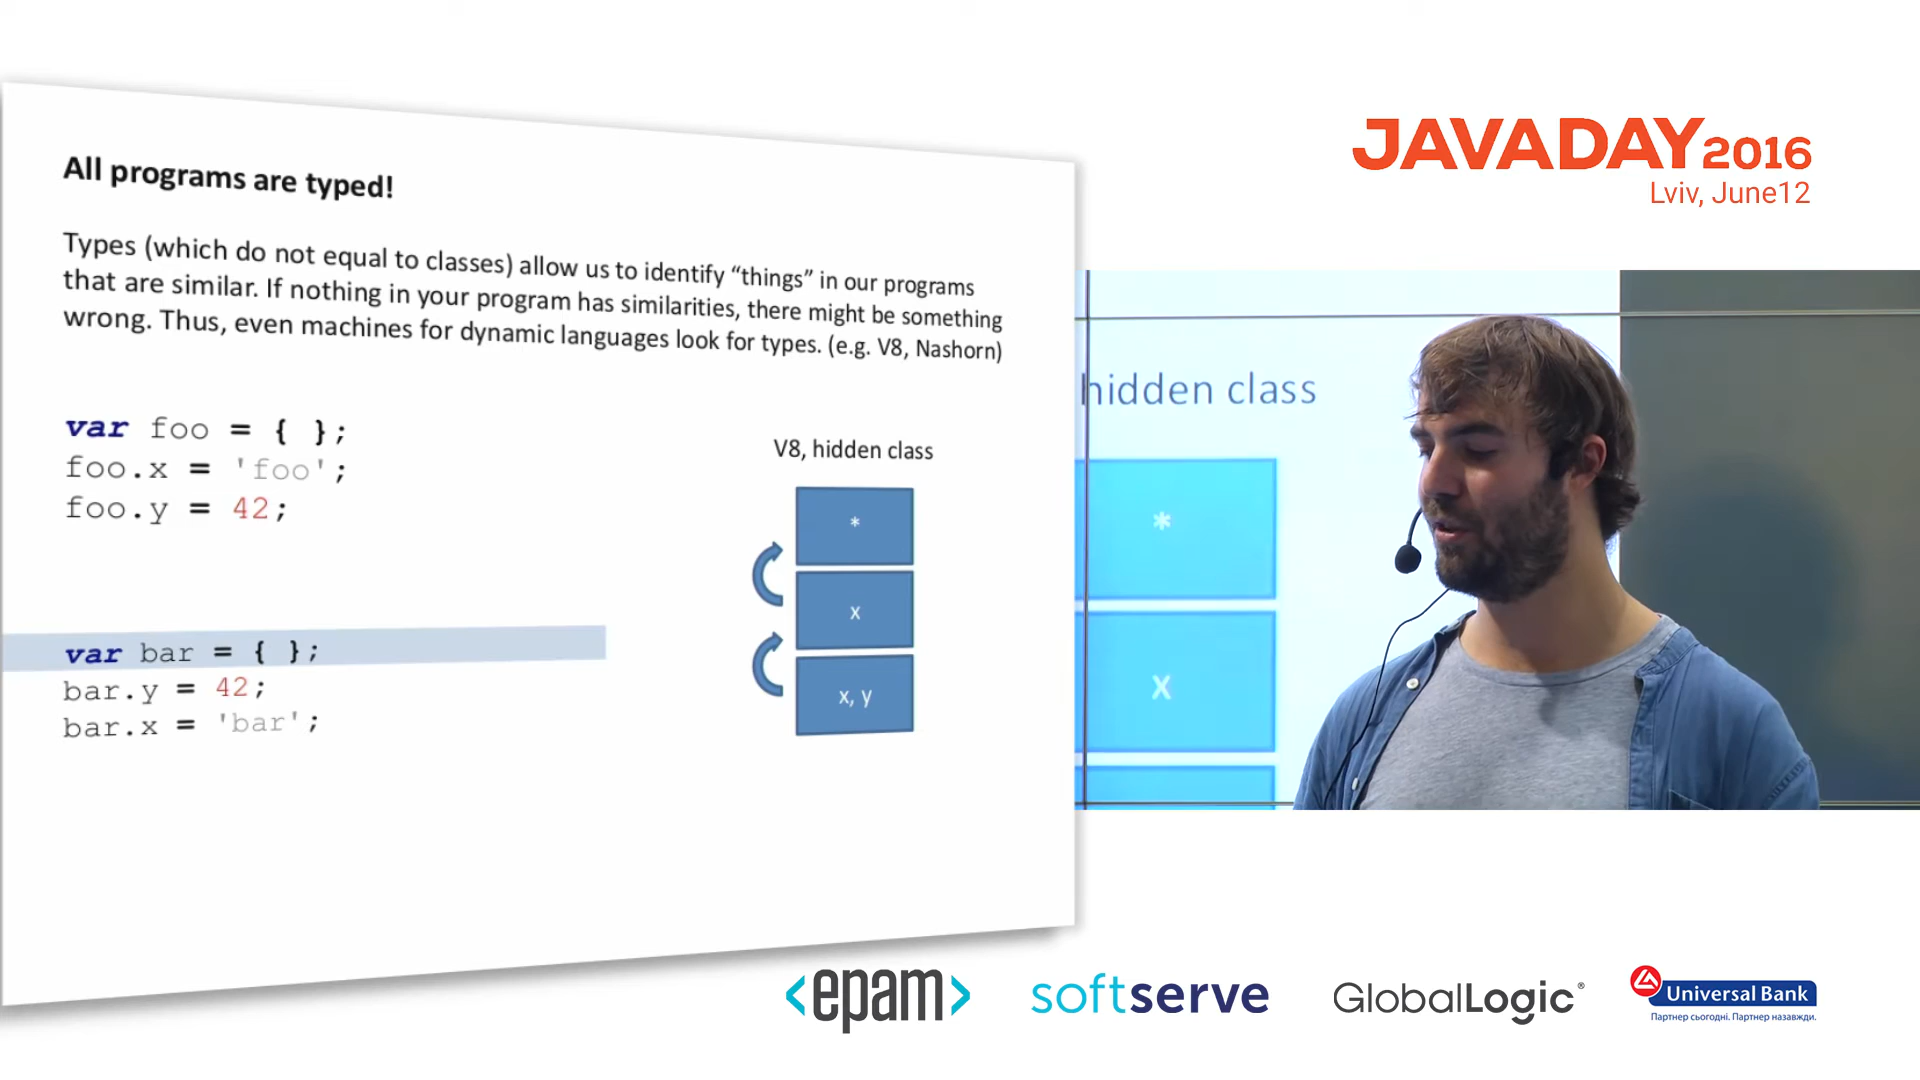 All programs are typed!
Types (which do not equal to classes) allow us to identify “things” in our programs
that are similar. If nothing in your program has similarities, there might be something
wrong. Thus, even machines for dynamic languages look for types. (e.g. V8, Nashorn)
var foo = { };
foo.x = 'foo';
foo.y = 42;
var bar = { };
bar.y = 42;
bar.x = 'bar';
V8, hidden class
*
x
x, y
JAVADAY 2016
Lviv, June12
hidden class
*
x
<epam>
softserve
GlobalLogic®
Universal Bank
Партнер сьогодні. Партнер назавжди.